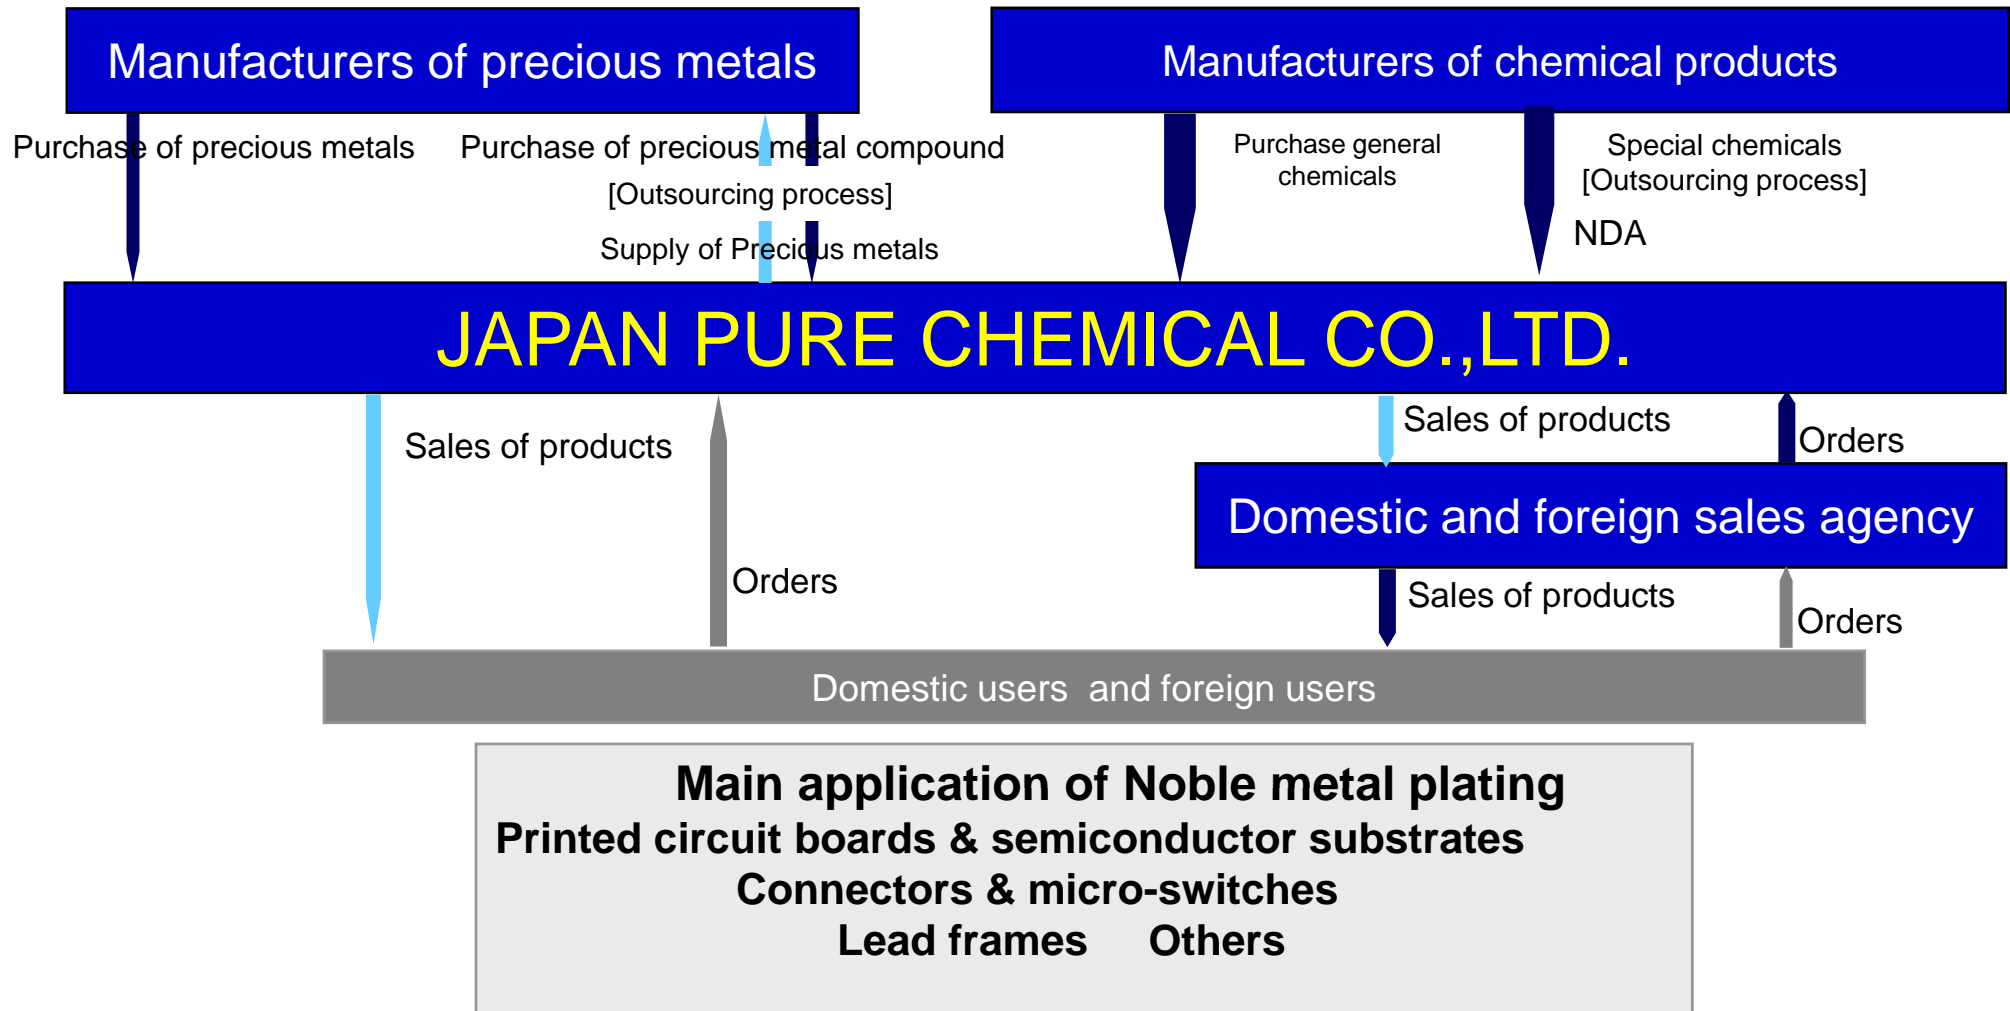 Manufacturers of precious metals
Manufacturers of chemical products
Purchase of precious metals
Purchase of precious metal compound
[Outsourcing process]
Supply of Precious metals
Purchase general
chemicals
Special chemicals
[Outsourcing process]
NDA
JAPAN PURE CHEMICAL CO.,LTD.
Sales of products
Orders
Sales of products
Orders
Domestic and foreign sales agency
Sales of products
Orders
Domestic users and foreign users
Main application of Noble metal plating
Printed circuit boards & semiconductor substrates
Connectors & micro-switches
Lead frames Others